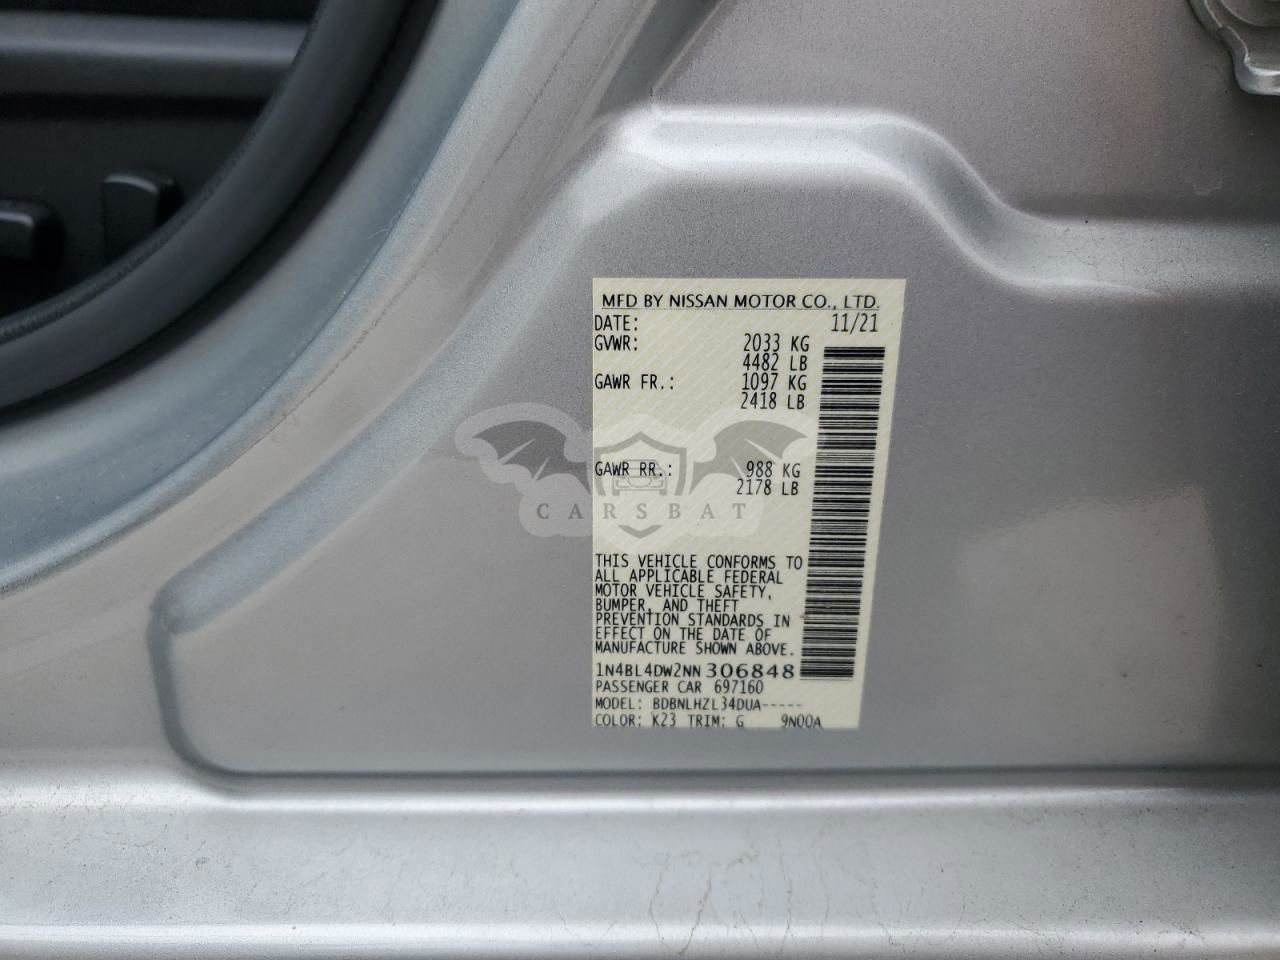 MFD BY NISSAN MOTOR CO., LTD.
DATE: 11/21
GVWR: 2033 KG
4482 LB
GAWR FR.: 1097 KG
2418 LB
GAWR RR.: 988 KG
2178 LB
CARSBAT
THIS VEHICLE CONFORMS TO
ALL APPLICABLE FEDERAL
MOTOR VEHICLE SAFETY,
BUMPER, AND THEFT
PREVENTION STANDARDS IN
EFFECT ON THE DATE OF
MANUFACTURE SHOWN ABOVE.
1N4BL4DW2NN306848
PASSENGER CAR 697160
MODEL: BDBNLHZL34DUA-----
COLOR: K23 TRIM: G 9N00A